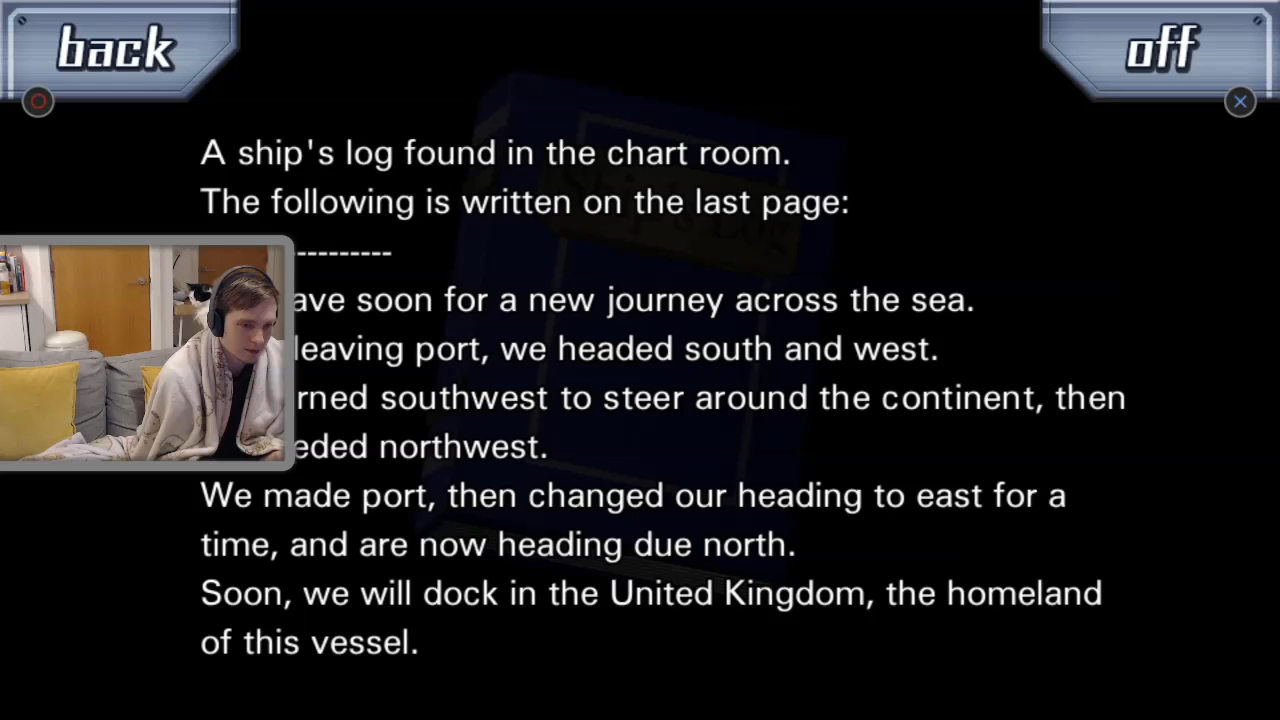 back
off
A ship's log found in the chart room.
The following is written on the last page:
---------
ave soon for a new journey across the sea.
leaving port, we headed south and west.
rned southwest to steer around the continent, then
eded northwest.
We made port, then changed our heading to east for a
time, and are now heading due north.
Soon, we will dock in the United Kingdom, the homeland
of this vessel.
Ship's Log